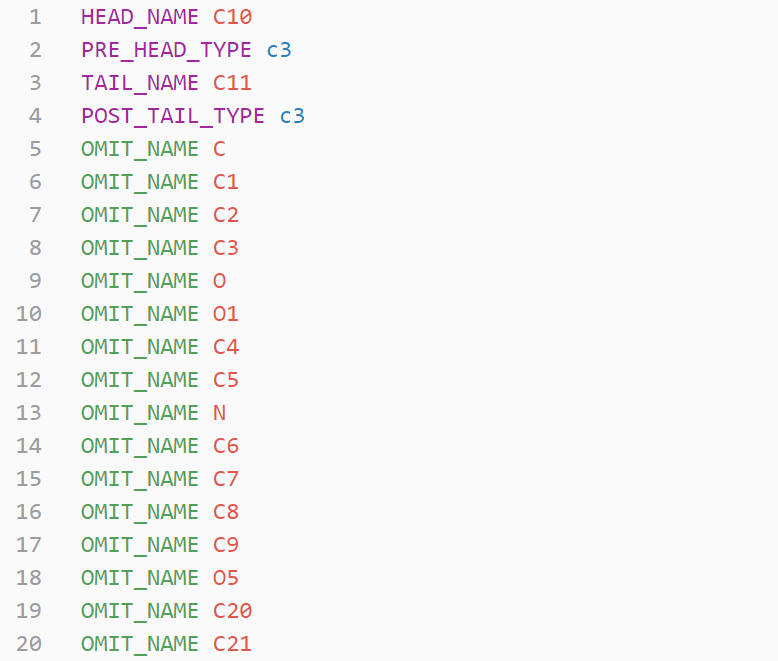 1 HEAD_NAME C10
2 PRE_HEAD_TYPE c3
3 TAIL_NAME C11
4 POST_TAIL_TYPE c3
5 OMIT_NAME C
6 OMIT_NAME C1
7 OMIT_NAME C2
8 OMIT_NAME C3
9 OMIT_NAME O
10 OMIT_NAME O1
11 OMIT_NAME C4
12 OMIT_NAME C5
13 OMIT_NAME N
14 OMIT_NAME C6
15 OMIT_NAME C7
16 OMIT_NAME C8
17 OMIT_NAME C9
18 OMIT_NAME O5
19 OMIT_NAME C20
20 OMIT_NAME C21